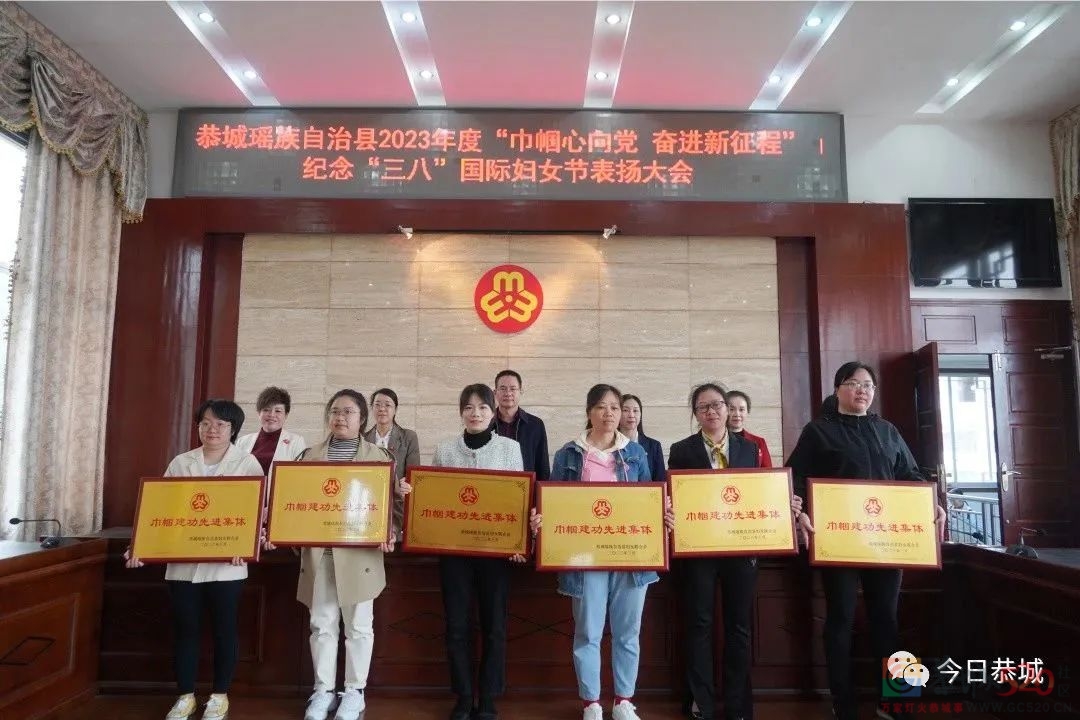 恭城瑶族自治县2023年度“巾帼心向党 奋进新征程”
纪念“三八”国际妇女节表扬大会
巾帼建功先进集体
巾帼建功先进集体
巾帼建功先进集体
巾帼建功先进集体
巾帼建功先进集体
巾帼建功先进集体
今日恭城
GC520.CN